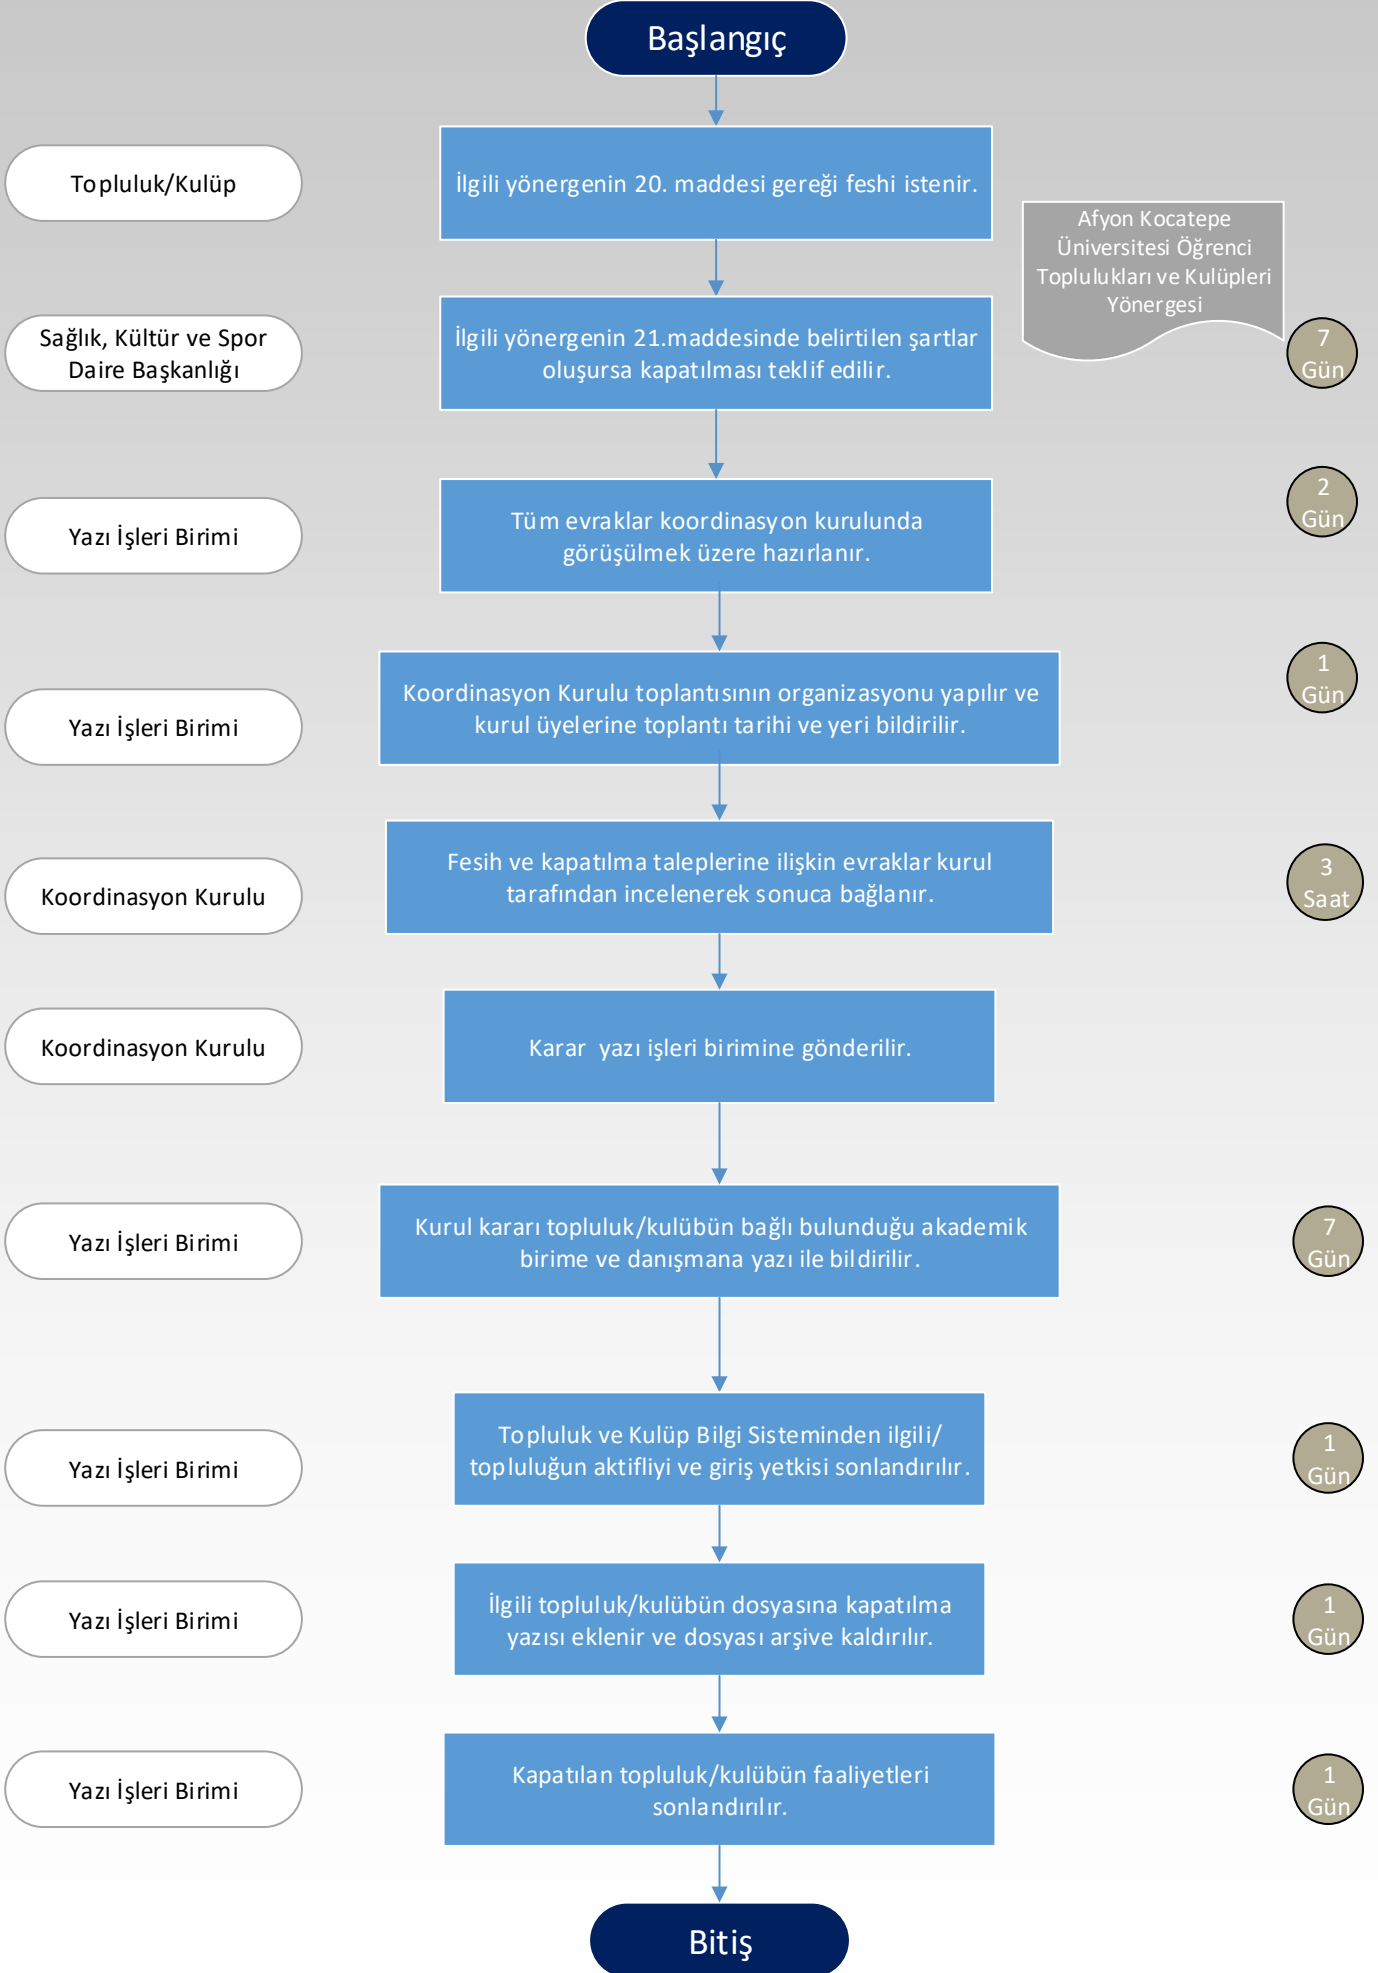 Başlangıç
Topluluk/Kulüp
İlgili yönergenin 20. maddesi gereği feshi istenir.
Afyon Kocatepe
Üniversitesi Öğrenci
Toplulukları ve Kulüpleri
Yönergesi
Sağlık, Kültür ve Spor
Daire Başkanlığı
İlgili yönergenin 21.maddesinde belirtilen şartlar
oluşursa kapatılması teklif edilir.
7
Gün
Yazı İşleri Birimi
Tüm evraklar koordinasyon kurulunda
görüşülmek üzere hazırlanır.
2
Gün
Yazı İşleri Birimi
Koordinasyon Kurulu toplantısının organizasyonu yapılır ve
kurul üyelerine toplantı tarihi ve yeri bildirilir.
1
Gün
Koordinasyon Kurulu
Fesih ve kapatılma taleplerine ilişkin evraklar kurul
tarafından incelenerek sonuca bağlanır.
3
Saat
Koordinasyon Kurulu
Karar yazı işleri birimine gönderilir.
Yazı İşleri Birimi
Kurul kararı topluluk/kulübün bağlı bulunduğu akademik
birime ve danışmana yazı ile bildirilir.
7
Gün
Yazı İşleri Birimi
Topluluk ve Kulüp Bilgi Sisteminden ilgili/
topluluğun aktifliyi ve giriş yetkisi sonlandırılır.
1
Gün
Yazı İşleri Birimi
İlgili topluluk/kulübün dosyasına kapatılma
yazısı eklenir ve dosyası arşive kaldırılır.
1
Gün
Yazı İşleri Birimi
Kapatılan topluluk/kulübün faaliyetleri
sonlandırılır.
1
Gün
Bitiş